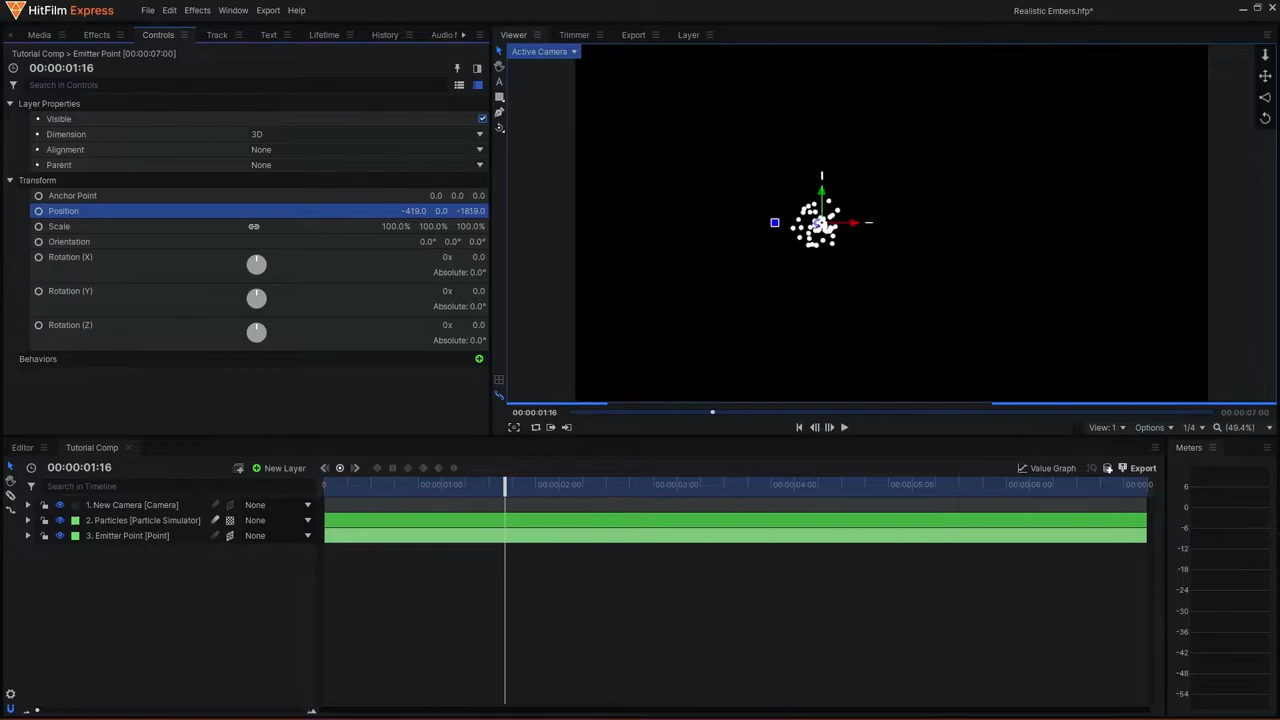 HitFilm Express File Edit Effects Window Export Help Realistic Embers.hfp*
Media Effects Controls Track Text Lifetime History Audio I
Viewer Trimmer Export Layer
Tutorial Comp > Emitter Point [00:00:07:00]
Active Camera
00:00:01:16
Search in Controls
Layer Properties
Visible
Dimension 3D
Alignment None
Parent None
Transform
Anchor Point 0.0 0.0 0.0
Position -419.0 0.0 -1819.0
Scale 100.0% 100.0% 100.0%
Orientation 0.0° 0.0° 0.0°
Rotation (X) 0x 0.0
Absolute: 0.0°
Rotation (Y) 0x 0.0
Absolute: 0.0°
Rotation (Z) 0x 0.0
Absolute: 0.0°
Behaviors
00:00:01:16 00:00:07:00
View: 1 Options 1/4 (49.4%)
Editor Tutorial Comp
Meters
00:00:01:16 New Layer Value Graph Export
Search in Timeline
0 00:00:01:00 00:00:02:00 00:00:03:00 00:00:04:00 00:00:05:00 00:00:06:00 00:00:0
1. New Camera [Camera] None
2. Particles [Particle Simulator] None
3. Emitter Point [Point] None
6
0
-6
-12
-18
-24
-30
-36
-42
-48
-54